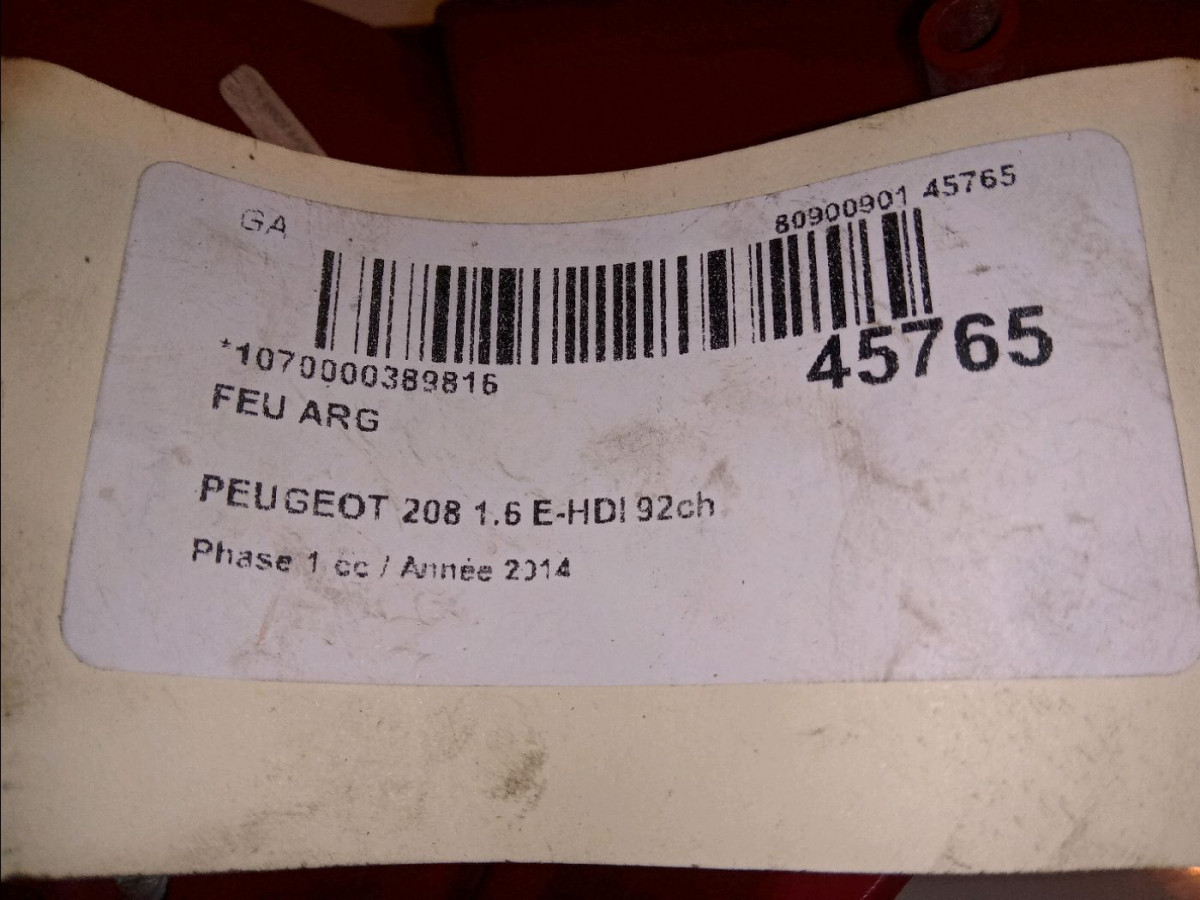 GA
80900901 45765
*1070000389816
45765
FEU ARG
PEUGEOT 208 1.6 E-HDI 92ch
Phase 1 cc / Année 2014